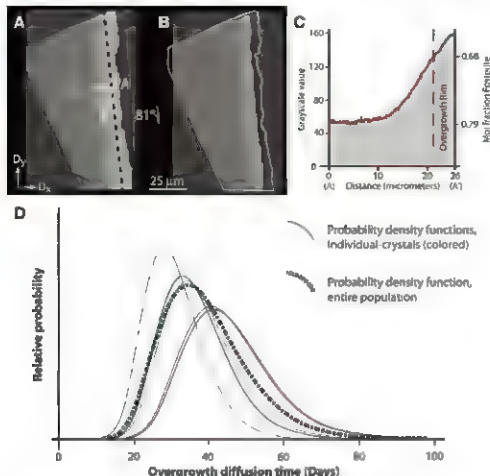 A
B
C
A'
81°
Dy
Dx
25 µm
Grayscale value
160
120
80
40
0
0.68
0.79
Mol fraction Forsterite
Overgrowth Rim
0
10
20
26
(A)
Distance (micrometers)
(A')
D
Probability density functions,
individual-crystals (colored)
Probability density function,
entire population
Relative probability
0
20
40
60
80
100
Overgrowth diffusion time (Days)